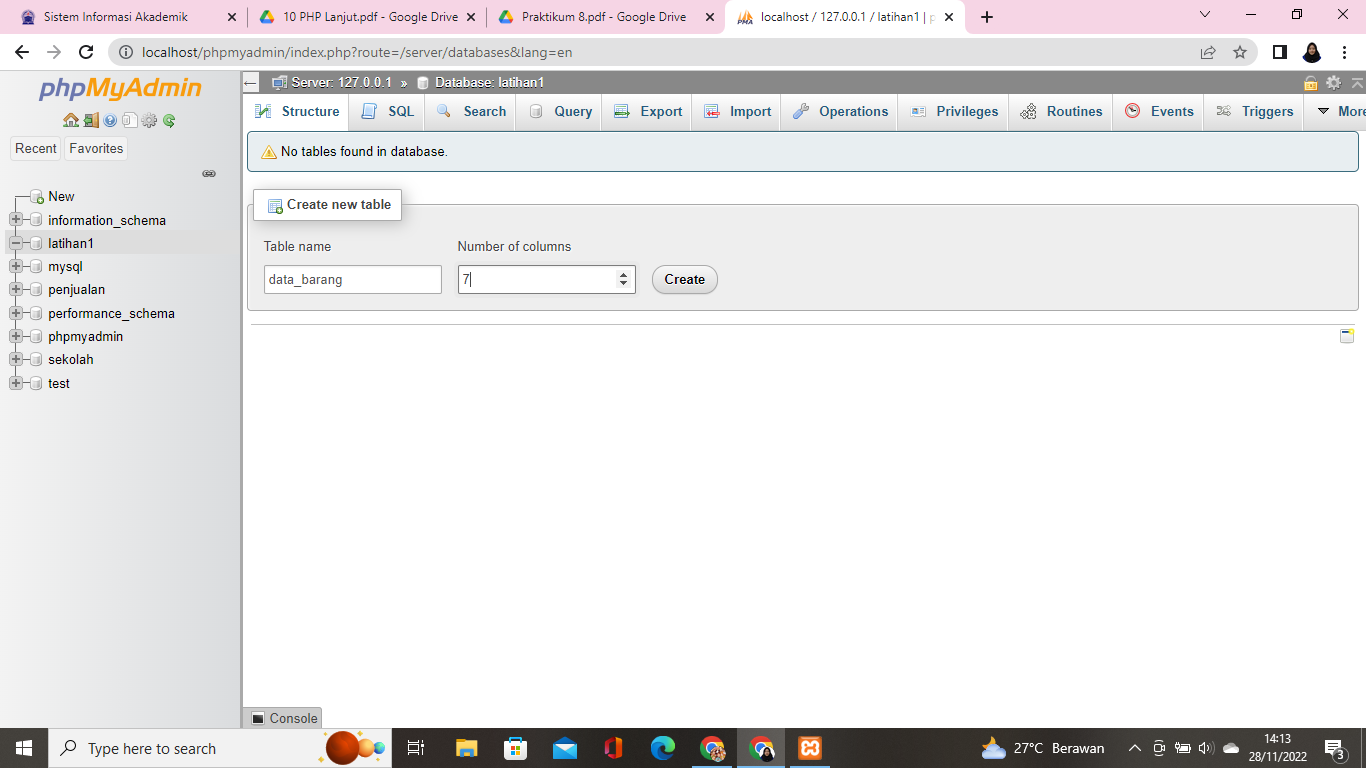 Sistem Informasi Akademik
10 PHP Lanjut.pdf - Google Drive
Praktikum 8.pdf - Google Drive
localhost / 127.0.0.1 / latihan1 |
localhost/phpmyadmin/index.php?route=/server/databases&lang=en
phpMyAdmin
Recent
Favorites
New
information_schema
latihan1
mysql
penjualan
performance_schema
phpmyadmin
sekolah
test
Server: 127.0.0.1 » Database: latihan1
Structure SQL Search Query Export Import Operations Privileges Routines Events Triggers More
No tables found in database.
Create new table
Table name
Number of columns
data_barang
7
Create
Console
Type here to search
27°C Berawan
14:13
28/11/2022
3